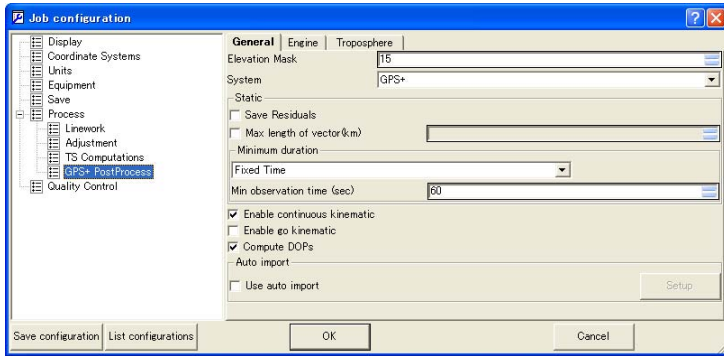 Job configuration
Display
Coordinate Systems
Units
Equipment
Save
Process
Linework
Adjustment
TS Computations
GPS+ PostProcess
Quality Control
General Engine Troposphere
Elevation Mask 15
System GPS+
Static
Save Residuals
Max length of vector(km)
Minimum duration
Fixed Time
Min observation time (sec) 60
Enable continuous kinematic
Enable go kinematic
Compute DOPs
Auto import
Use auto import Setup
Save configuration List configurations OK Cancel